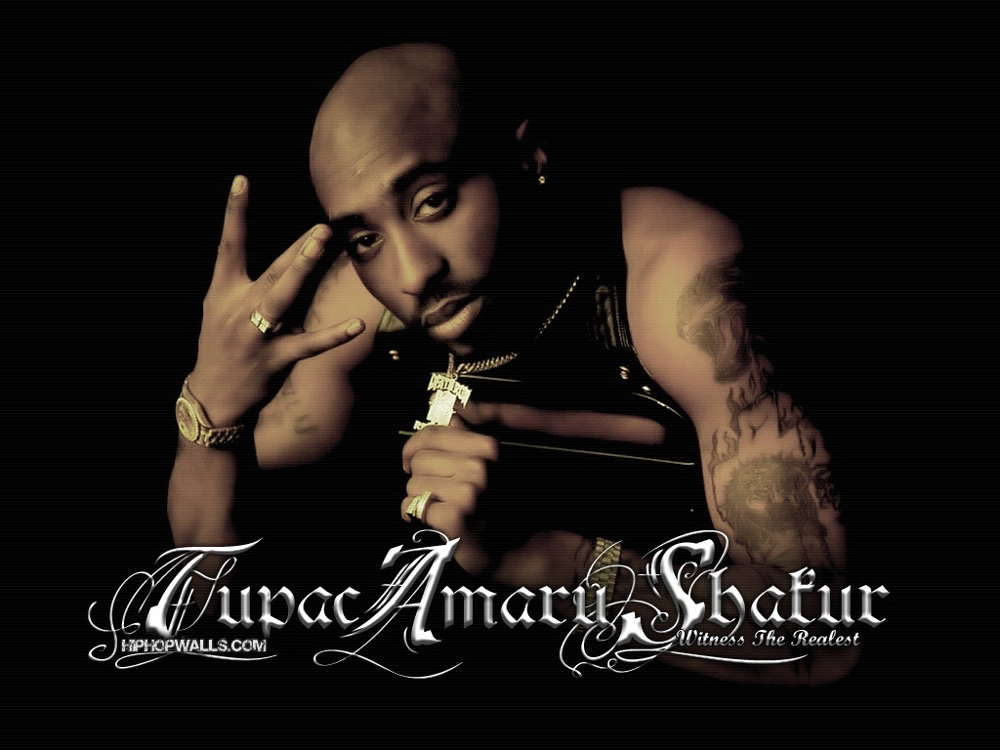 Tupac Amaru Shakur
HIPHOPWALLS.COM
Witness The Realest